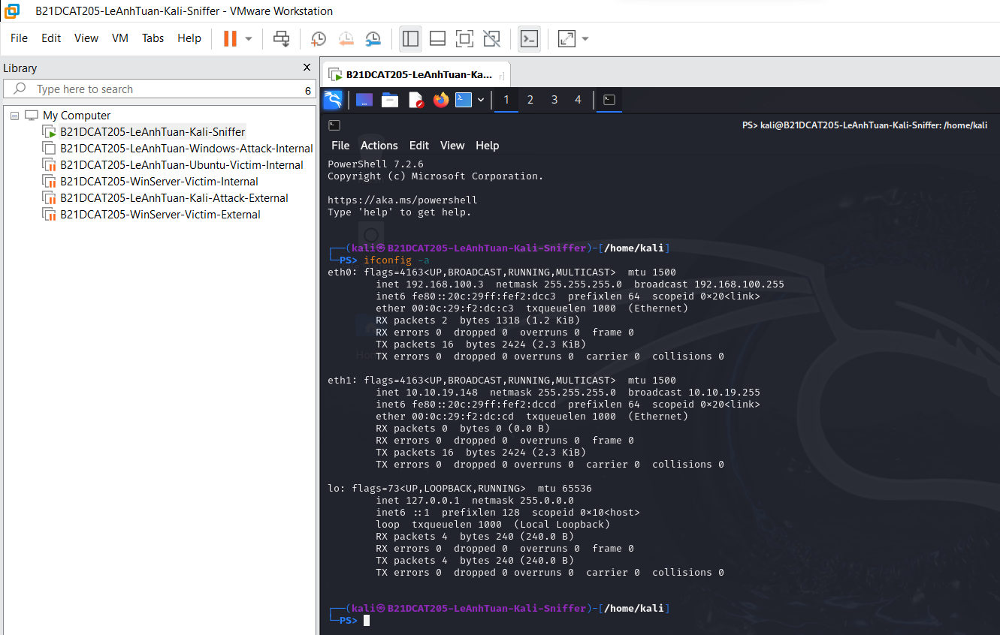 B21DCAT205-LeAnhTuan-Kali-Sniffer - VMware Workstation
File Edit View VM Tabs Help
Library
Type here to search 6
My Computer
B21DCAT205-LeAnhTuan-Kali-Sniffer
B21DCAT205-LeAnhTuan-Windows-Attack-Internal
B21DCAT205-LeAnhTuan-Ubuntu-Victim-Internal
B21DCAT205-WinServer-Victim-Internal
B21DCAT205-LeAnhTuan-Kali-Attack-External
B21DCAT205-WinServer-Victim-External
B21DCAT205-LeAnhTuan-Ka...
1 2 3 4
PS> kali@B21DCAT205-LeAnhTuan-Kali-Sniffer: /home/kali
File Actions Edit View Help
PowerShell 7.2.6
Copyright (c) Microsoft Corporation.
https://aka.ms/powershell
Type 'help' to get help.
┌──(kali㉿B21DCAT205-LeAnhTuan-Kali-Sniffer)-[/home/kali]
└─PS> ifconfig -a
eth0: flags=4163<UP,BROADCAST,RUNNING,MULTICAST>  mtu 1500
inet 192.168.100.3  netmask 255.255.255.0  broadcast 192.168.100.255
inet6 fe80::20c:29ff:fef2:dcc3  prefixlen 64  scopeid 0×20<link>
ether 00:0c:29:f2:dc:c3  txqueuelen 1000  (Ethernet)
RX packets 2  bytes 1318 (1.2 KiB)
RX errors 0  dropped 0  overruns 0  frame 0
TX packets 16  bytes 2424 (2.3 KiB)
TX errors 0  dropped 0 overruns 0  carrier 0  collisions 0
eth1: flags=4163<UP,BROADCAST,RUNNING,MULTICAST>  mtu 1500
inet 10.10.19.148  netmask 255.255.255.0  broadcast 10.10.19.255
inet6 fe80::20c:29ff:fef2:dccd  prefixlen 64  scopeid 0×20<link>
ether 00:0c:29:f2:dc:cd  txqueuelen 1000  (Ethernet)
RX packets 0  bytes 0 (0.0 B)
RX errors 0  dropped 0  overruns 0  frame 0
TX packets 16  bytes 2424 (2.3 KiB)
TX errors 0  dropped 0 overruns 0  carrier 0  collisions 0
lo: flags=73<UP,LOOPBACK,RUNNING>  mtu 65536
inet 127.0.0.1  netmask 255.0.0.0
inet6 ::1  prefixlen 128  scopeid 0×10<host>
loop  txqueuelen 1000  (Local Loopback)
RX packets 4  bytes 240 (240.0 B)
RX errors 0  dropped 0  overruns 0  frame 0
TX packets 4  bytes 240 (240.0 B)
TX errors 0  dropped 0 overruns 0  carrier 0  collisions 0
┌──(kali㉿B21DCAT205-LeAnhTuan-Kali-Sniffer)-[/home/kali]
└─PS>